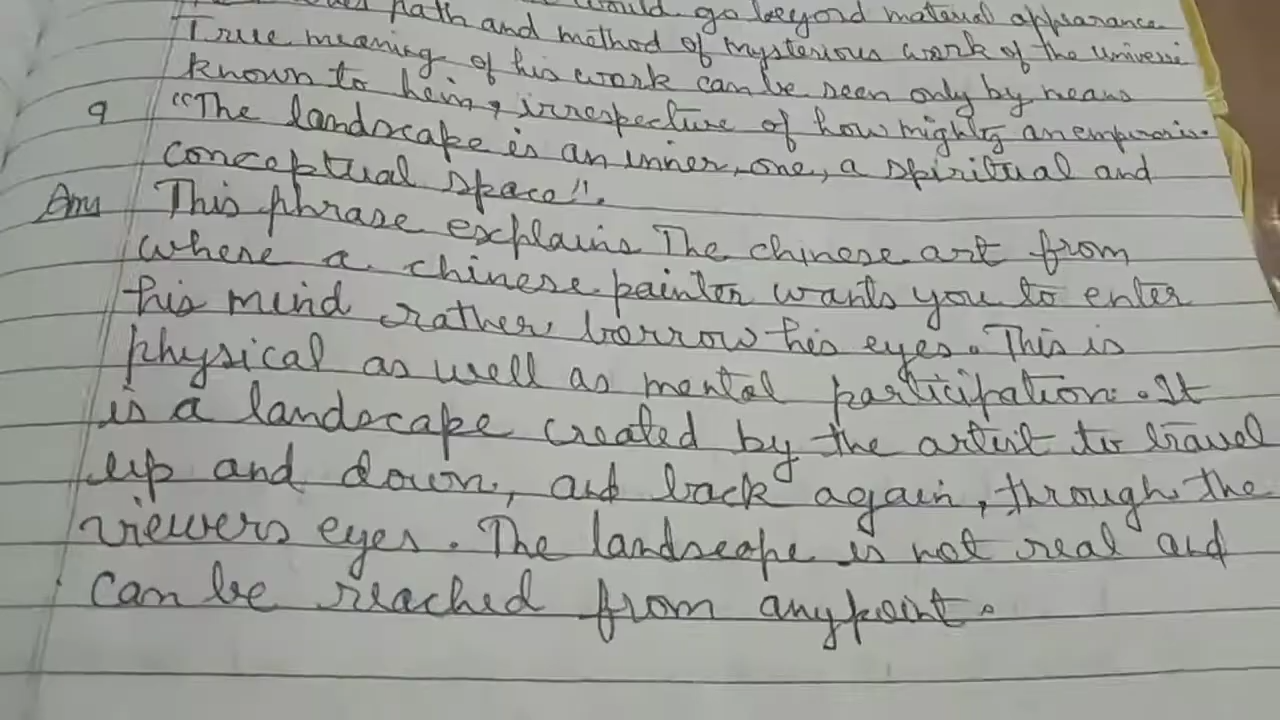 would go beyond material appearance
path and method of mysterious work of the universe
True meaning of his work can be seen only by means
known to him, irrespective of how mighty an emperor is.
9 "The landscape is an inner, one, a spiritual and
conceptual space".
Ans This phrase explains The chinese art from
where a chinese painter wants you to enter
his mind rather borrow his eyes. This is
physical as well as mental participation. It
is a landscape created by the artist to travel
up and down, and back again, through the
viewers eyes. The landscape is not real and
can be reached from any point.